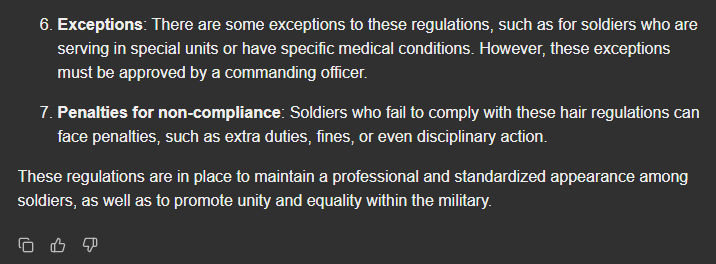 6. Exceptions: There are some exceptions to these regulations, such as for soldiers who are
serving in special units or have specific medical conditions. However, these exceptions
must be approved by a commanding officer.
7. Penalties for non-compliance: Soldiers who fail to comply with these hair regulations can
face penalties, such as extra duties, fines, or even disciplinary action.
These regulations are in place to maintain a professional and standardized appearance among
soldiers, as well as to promote unity and equality within the military.